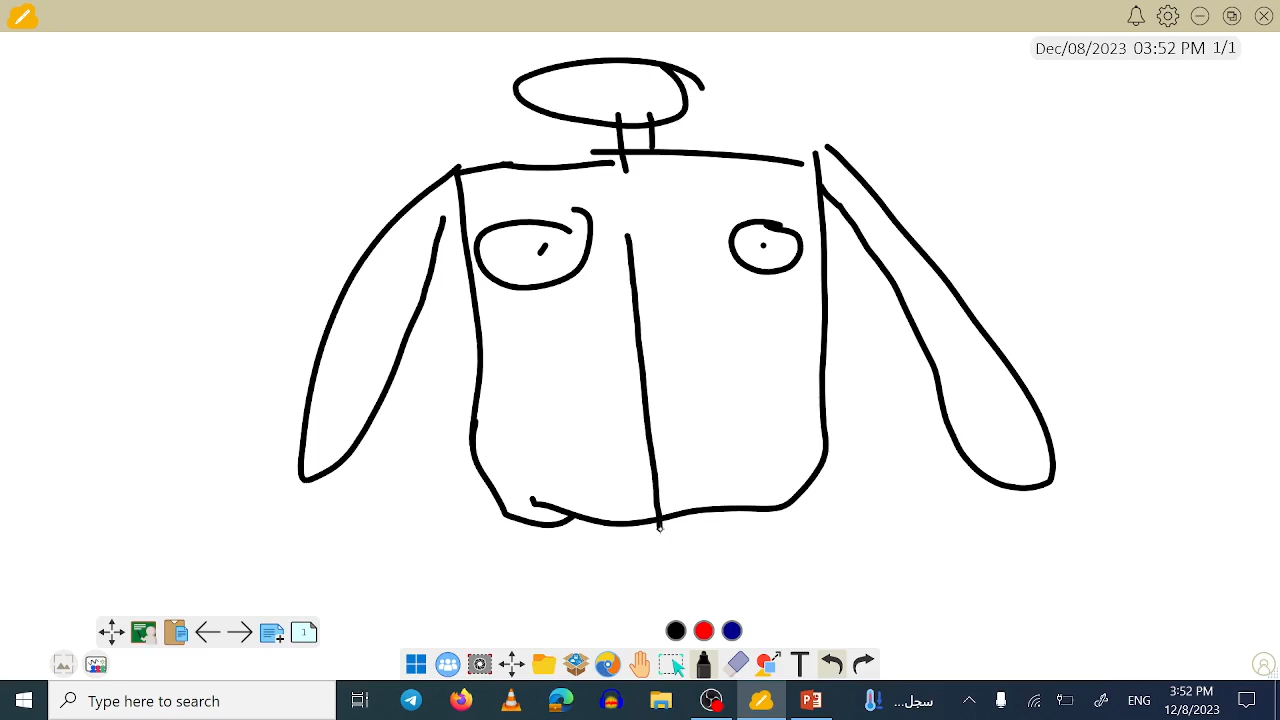 Dec/08/2023 03:52 PM 1/1
1
T
Type here to search
سجل...
ENG
3:52 PM
12/8/2023